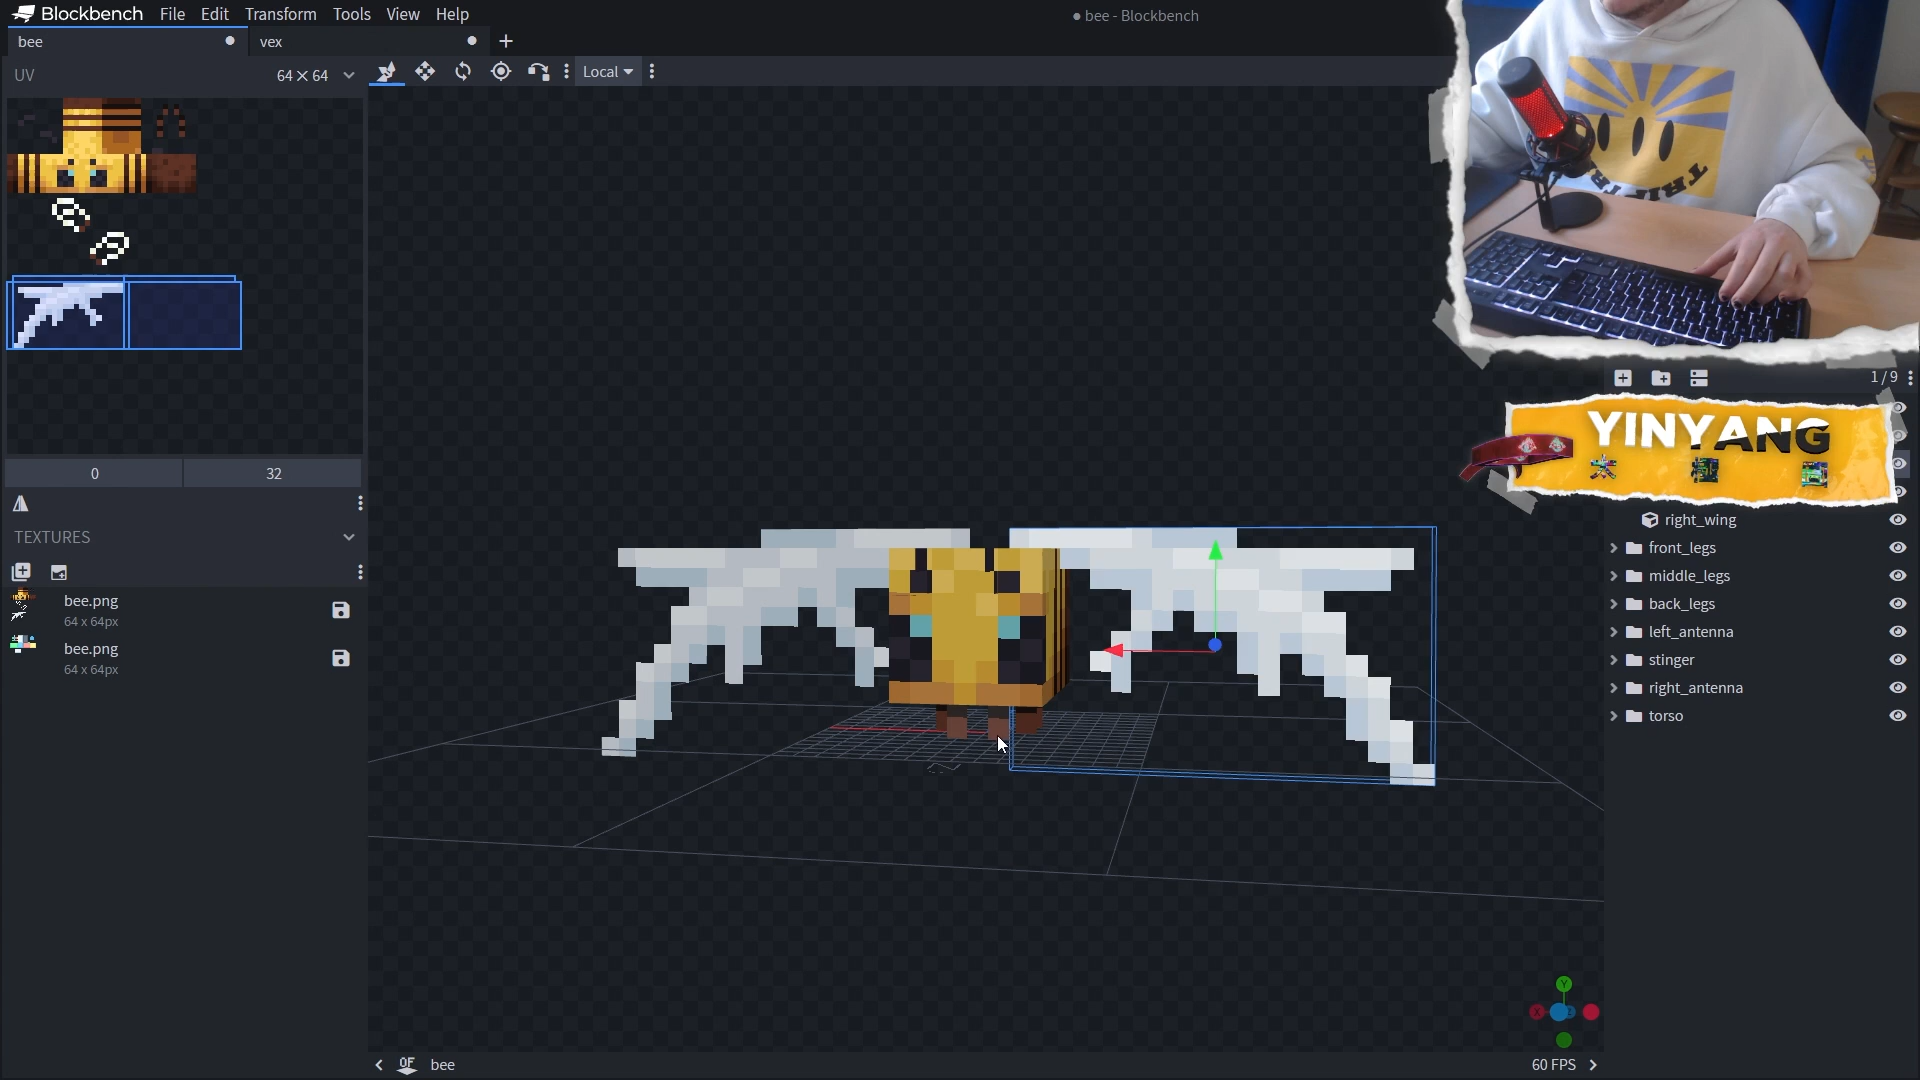 Blockbench File Edit Transform Tools View Help
bee - Blockbench
bee
vex
UV 64 × 64
Local
0 32
TEXTURES
bee.png
64 x 64px
bee.png
64 x 64px
1 / 9
YINYANG
right_wing
front_legs
middle_legs
back_legs
left_antenna
stinger
right_antenna
torso
Y
X
Z
OF bee
60 FPS